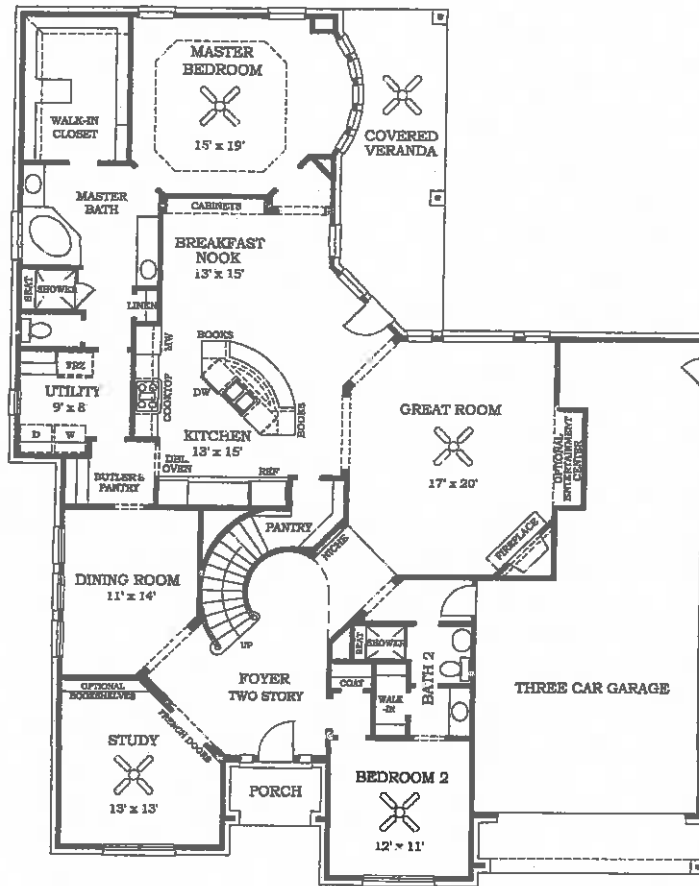 MASTER
BEDROOM
15' x 19'
WALK-IN
CLOSET
COVERED
VERANDA
MASTER
BATH
CABINETS
BREAKFAST
NOOK
13' x 15'
SEAT
SHOWER
LINEN
MW
BOOKS
FRZ
UTILITY
9' x 8'
COOKTOP
DW
BOOKS
GREAT ROOM
17' x 20'
OPTIONAL
ENTERTAINMENT
CENTER
D
W
KITCHEN
13' x 15'
DBL.
OVEN
REF
BUTLER'S
PANTRY
PANTRY
NICHE
FIREPLACE
DINING ROOM
11' x 14'
UP
SEAT
SHOWER
BATH 2
FOYER
TWO STORY
COAT
WALK-
IN
THREE CAR GARAGE
OPTIONAL
BOOKSHELVES
FRENCH DOORS
STUDY
13' x 13'
PORCH
BEDROOM 2
12' x 11'